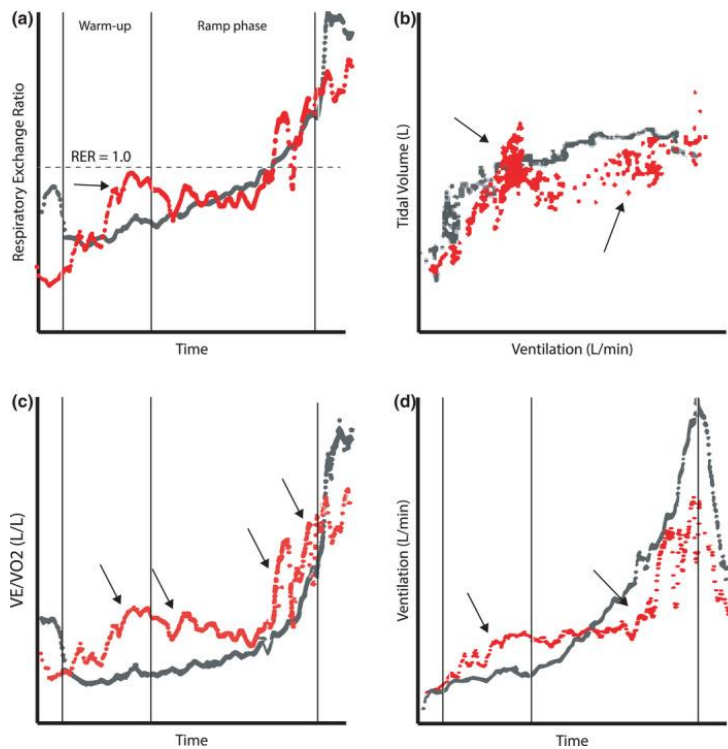 (a)
Warm-up
Ramp phase
RER = 1.0
Respiratory Exchange Ratio
Time
(b)
Tidal Volume (L)
Ventilation (L/min)
(c)
VE/VO2 (L/L)
Time
(d)
Ventilation (L/min)
Time